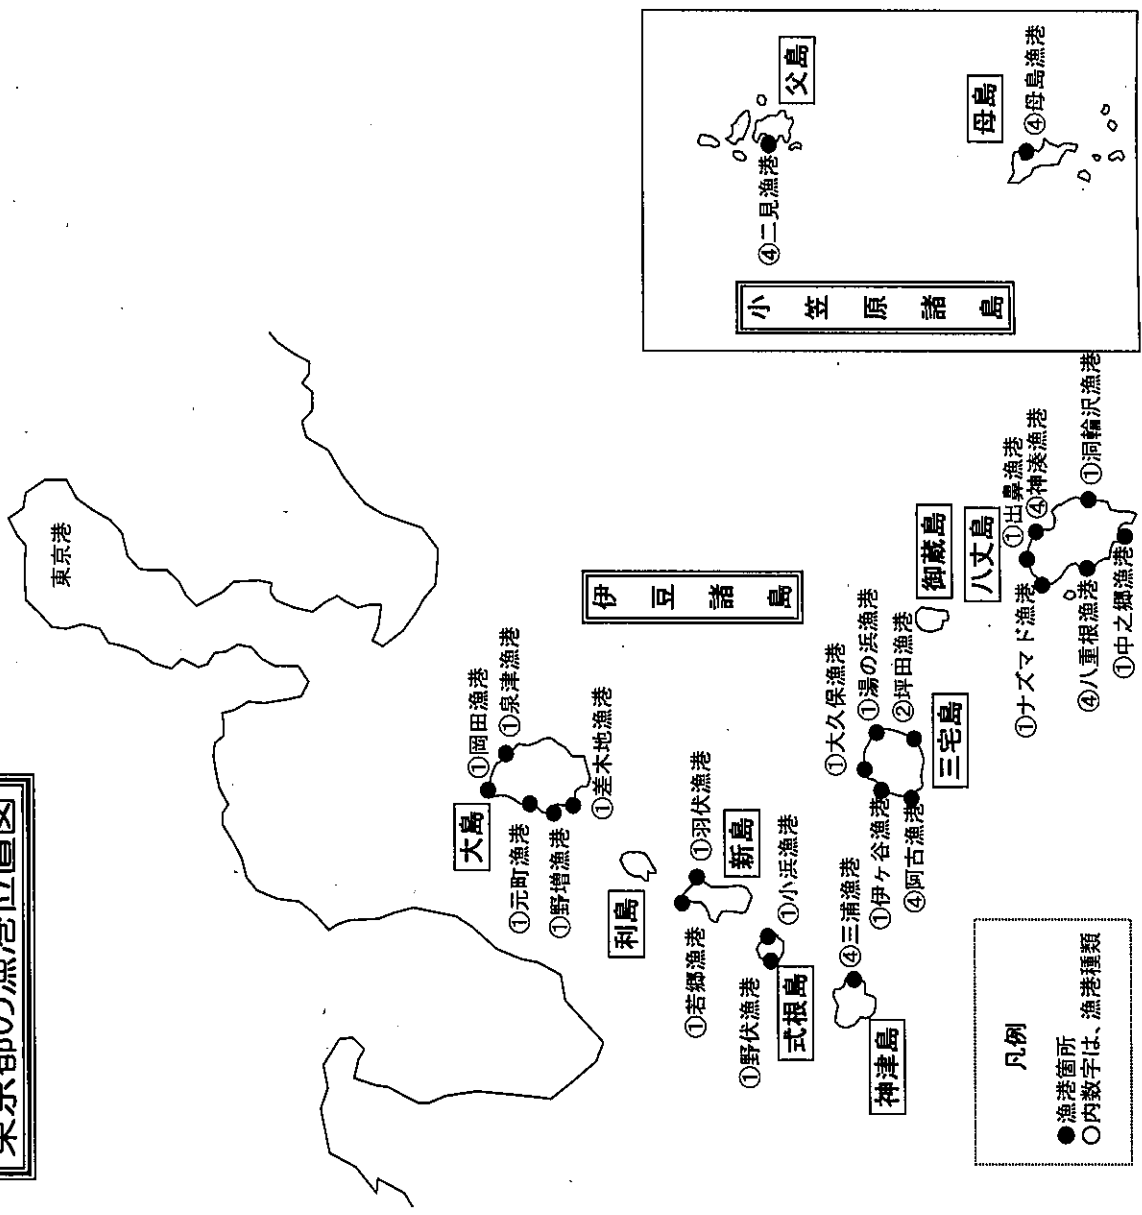 東京都の漁港位置図
東京港
伊豆諸島
大島
①岡田漁港
①泉津漁港
①元町漁港
①野増漁港
①差木地漁港
利島
①若郷漁港
①羽伏漁港
新島
①野伏漁港
①小浜漁港
式根島
④三浦漁港
神津島
①大久保漁港
①湯の浜漁港
②坪田漁港
①伊ヶ谷漁港
④阿古漁港
三宅島
御蔵島
八丈島
①出鼻漁港
④神湊漁港
①洞輪沢漁港
①ナズマド漁港
④八重根漁港
①中之郷漁港
小笠原諸島
父島
④二見漁港
母島
④母島漁港
凡例
●漁港箇所
○内数字は、漁港種類